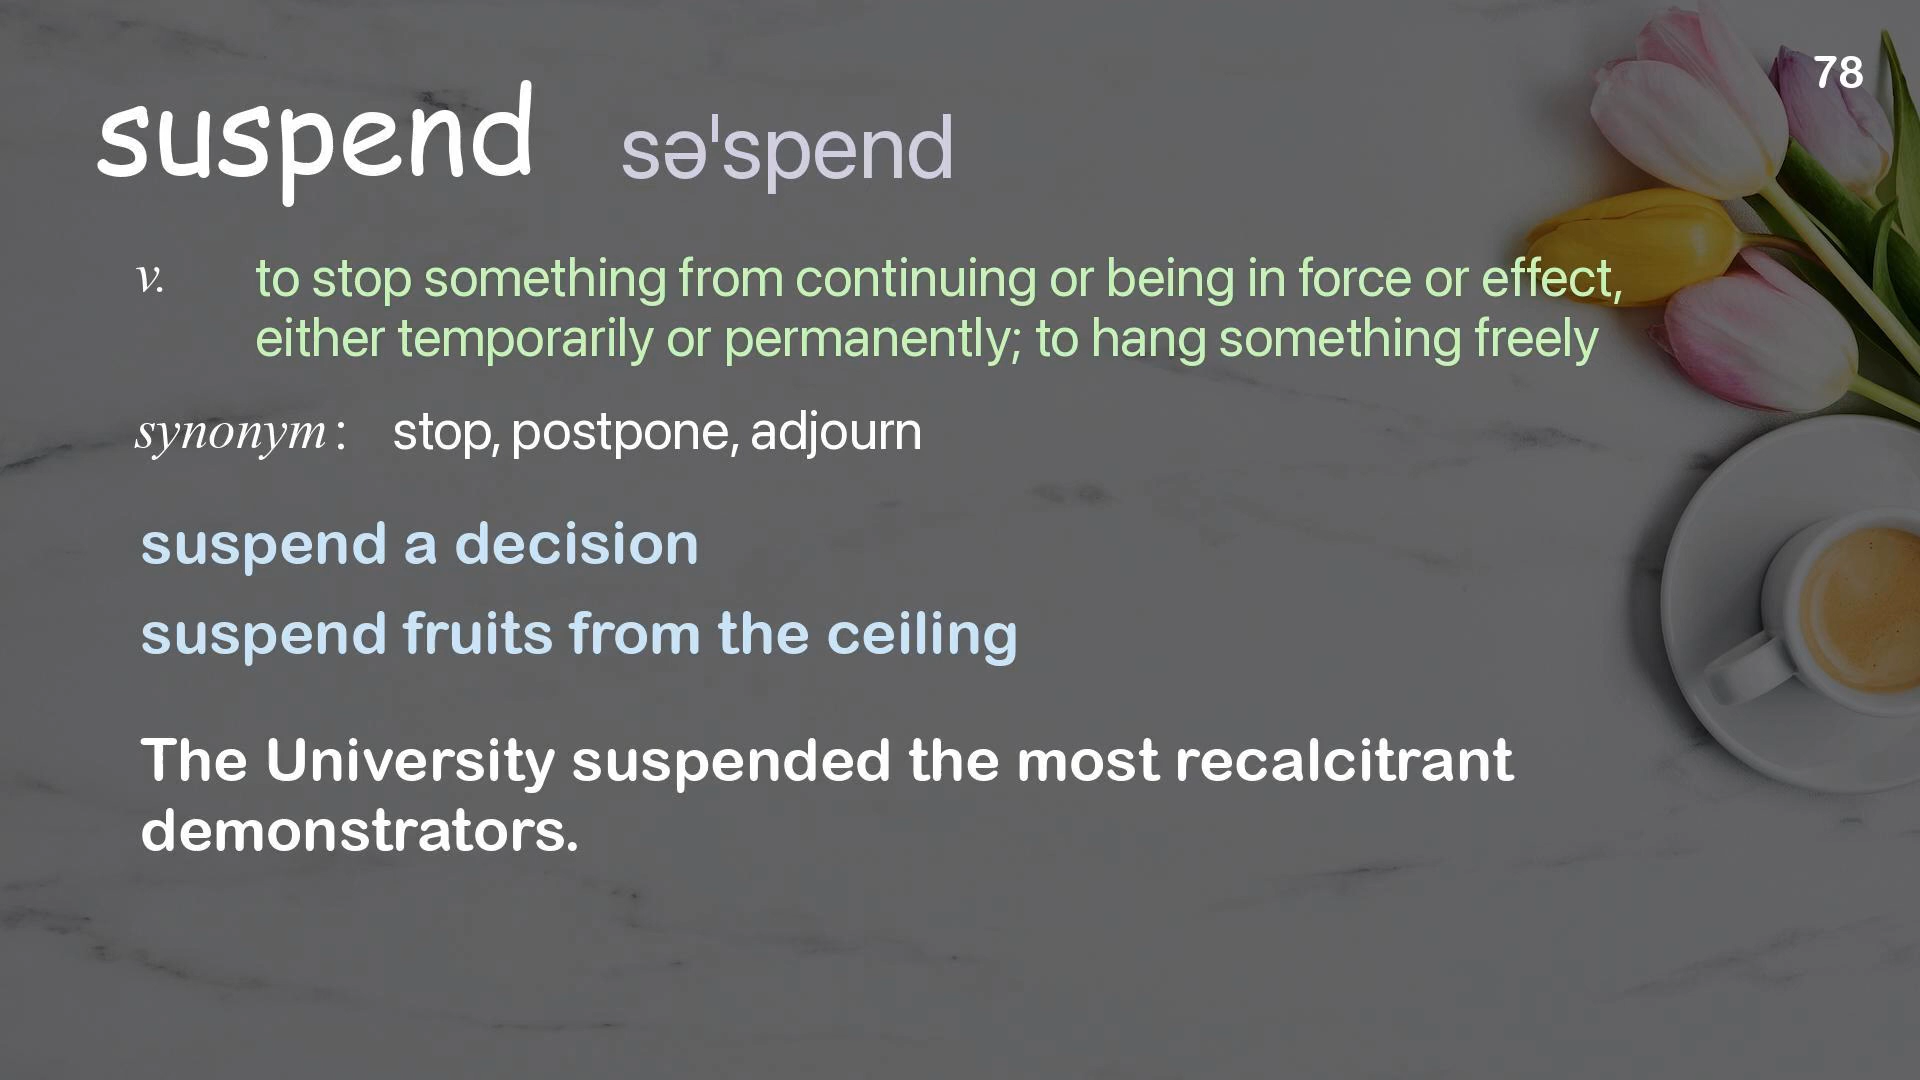 78
suspend səˈspend
v. to stop something from continuing or being in force or effect,
either temporarily or permanently; to hang something freely
synonym : stop, postpone, adjourn
suspend a decision
suspend fruits from the ceiling
The University suspended the most recalcitrant
demonstrators.